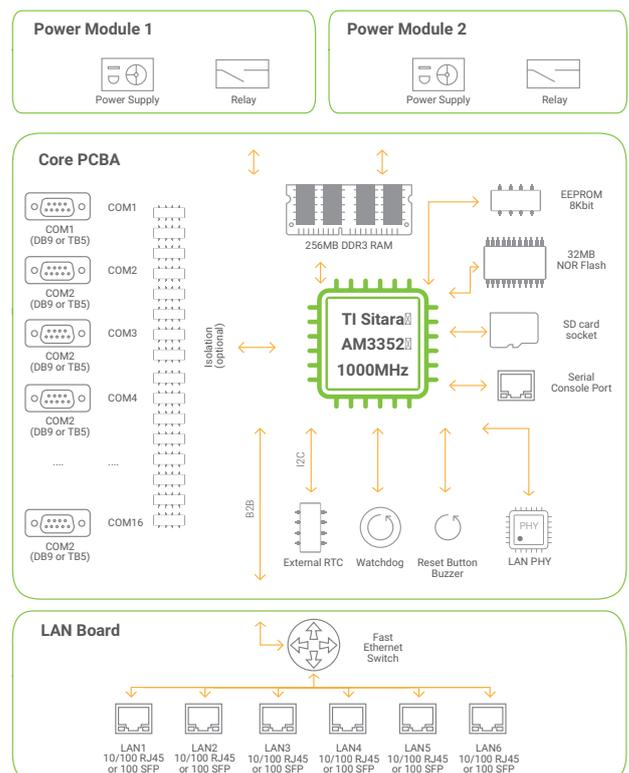 Power Module 1
Power Supply
Relay
Power Module 2
Power Supply
Relay
Core PCBA
COM1
(DB9 or TB5)
COM1
COM2
(DB9 or TB5)
COM2
COM2
(DB9 or TB5)
COM3
COM2
(DB9 or TB5)
COM4
....
....
COM2
(DB9 or TB5)
COM16
Isolation
(optional)
256MB DDR3 RAM
TI Sitara
AM3352
1000MHz
EEPROM
8Kbit
32MB
NOR Flash
SD card
socket
Serial
Console Port
B2B
I2C
External RTC
Watchdog
Reset Button
Buzzer
PHY
LAN PHY
LAN Board
Fast
Ethernet
Switch
LAN1
10/100 RJ45
or 100 SFP
LAN2
10/100 RJ45
or 100 SFP
LAN3
10/100 RJ45
or 100 SFP
LAN4
10/100 RJ45
or 100 SFP
LAN5
10/100 RJ45
or 100 SFP
LAN6
10/100 RJ45
or 100 SFP